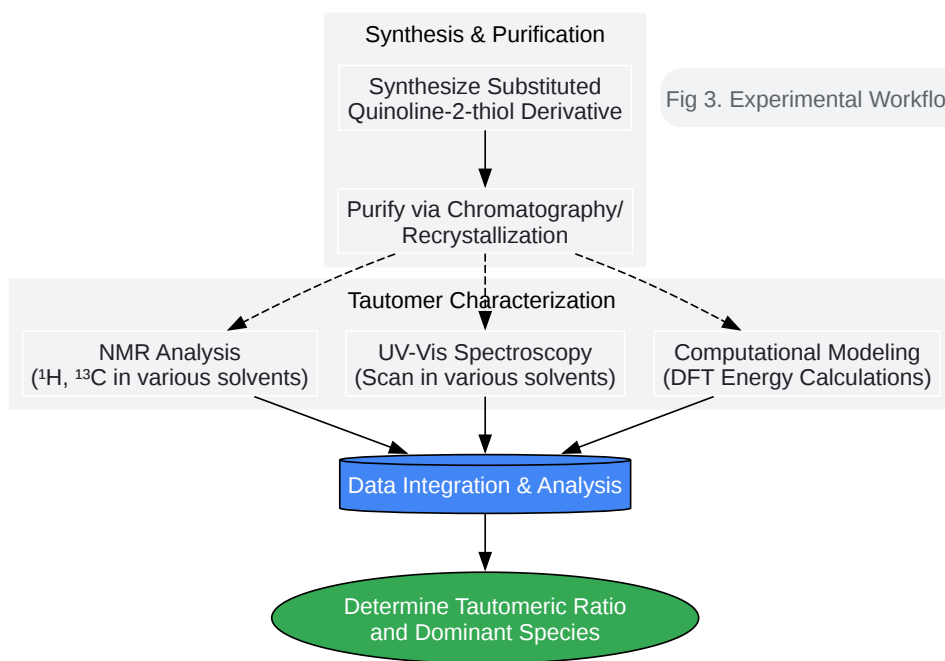 Synthesis & Purification
Synthesize Substituted
Quinoline-2-thiol Derivative
Fig 3. Experimental Workflo
Purify via Chromatography/
Recrystallization
Tautomer Characterization
NMR Analysis
(¹H, ¹³C in various solvents)
UV-Vis Spectroscopy
(Scan in various solvents)
Computational Modeling
(DFT Energy Calculations)
Data Integration & Analysis
Determine Tautomeric Ratio
and Dominant Species